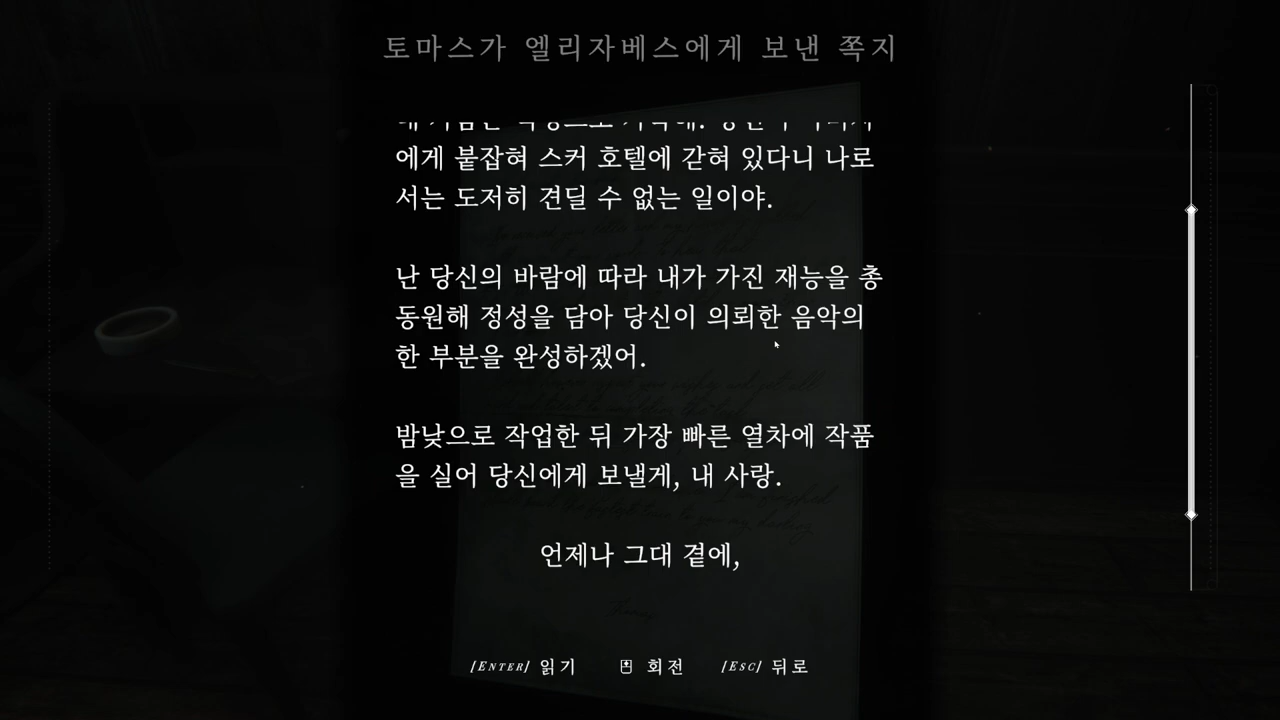 토마스가 엘리자베스에게 보낸 쪽지
에게 붙잡혀 스커 호텔에 갇혀 있다니 나로
서는 도저히 견딜 수 없는 일이야.
난 당신의 바람에 따라 내가 가진 재능을 총
동원해 정성을 담아 당신이 의뢰한 음악의
한 부분을 완성하겠어.
밤낮으로 작업한 뒤 가장 빠른 열차에 작품
을 실어 당신에게 보낼게, 내 사랑.
언제나 그대 곁에,
[ENTER] 읽기 회전 [ESC] 뒤로